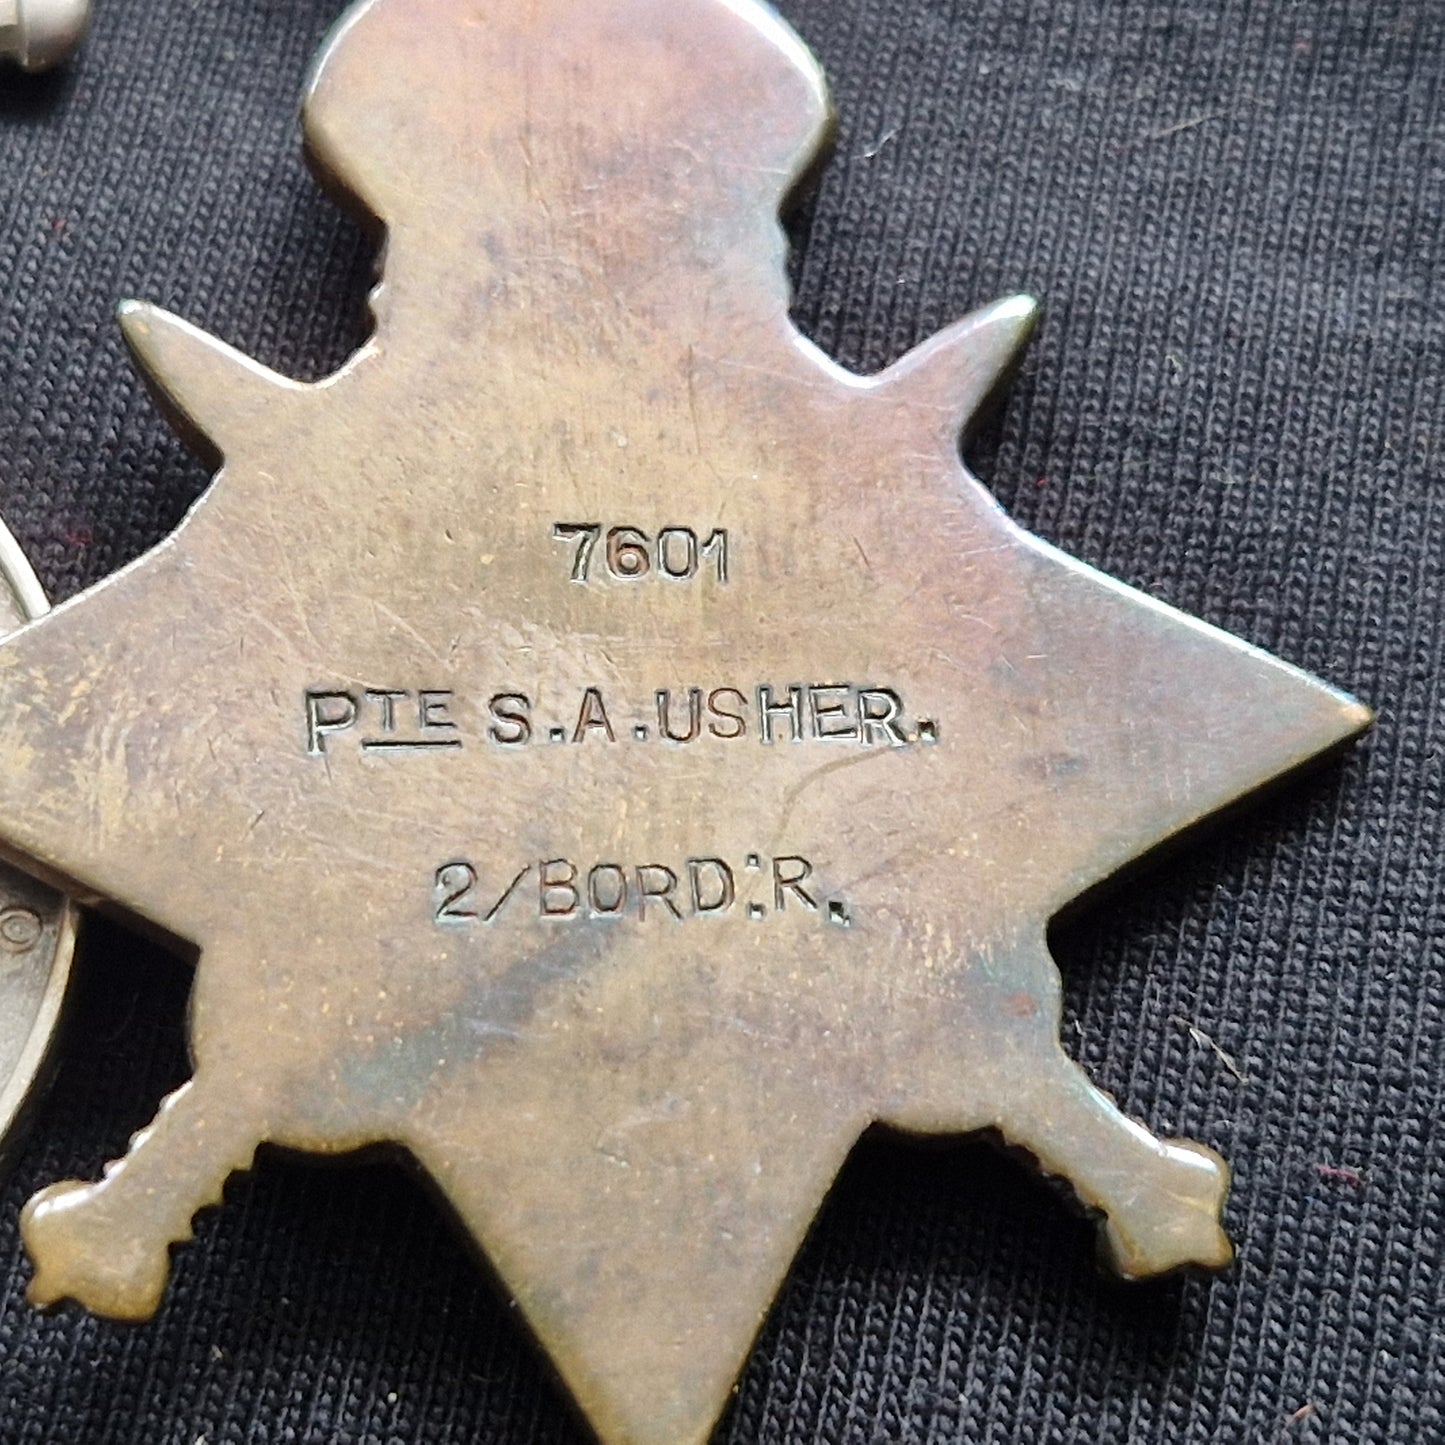 7601
PTE S.A.USHER.
2/BORD:R.